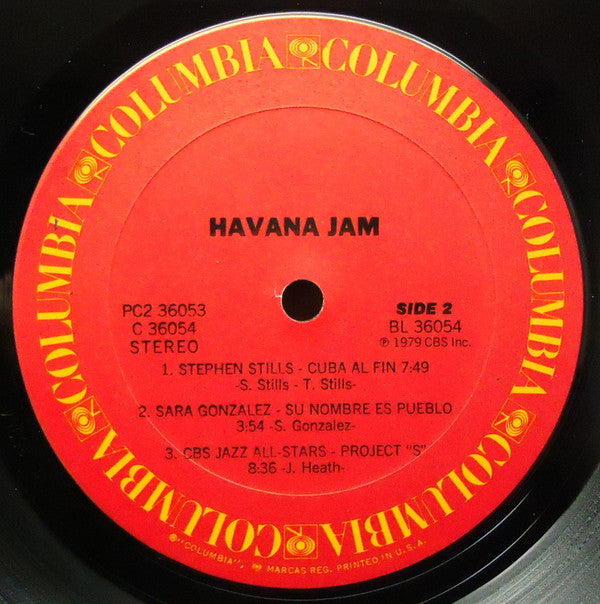 COLUMBIA COLUMBIA COLUMBIA COLUMBIA COLUMBIA COLUMBIA
HAVANA JAM
PC2 36053
C 36054
STEREO
SIDE 2
BL 36054
℗ 1979 CBS Inc.
1. STEPHEN STILLS - CUBA AL FIN 7:49
-S. Stills - T. Stills-
2. SARA GONZALEZ - SU NOMBRE ES PUEBLO
3:54 -S. Gonzalez-
3. CBS JAZZ ALL-STARS - PROJECT "S"
8:36 -J. Heath-
®"COLUMBIA", MARCAS REG. PRINTED IN U.S.A.